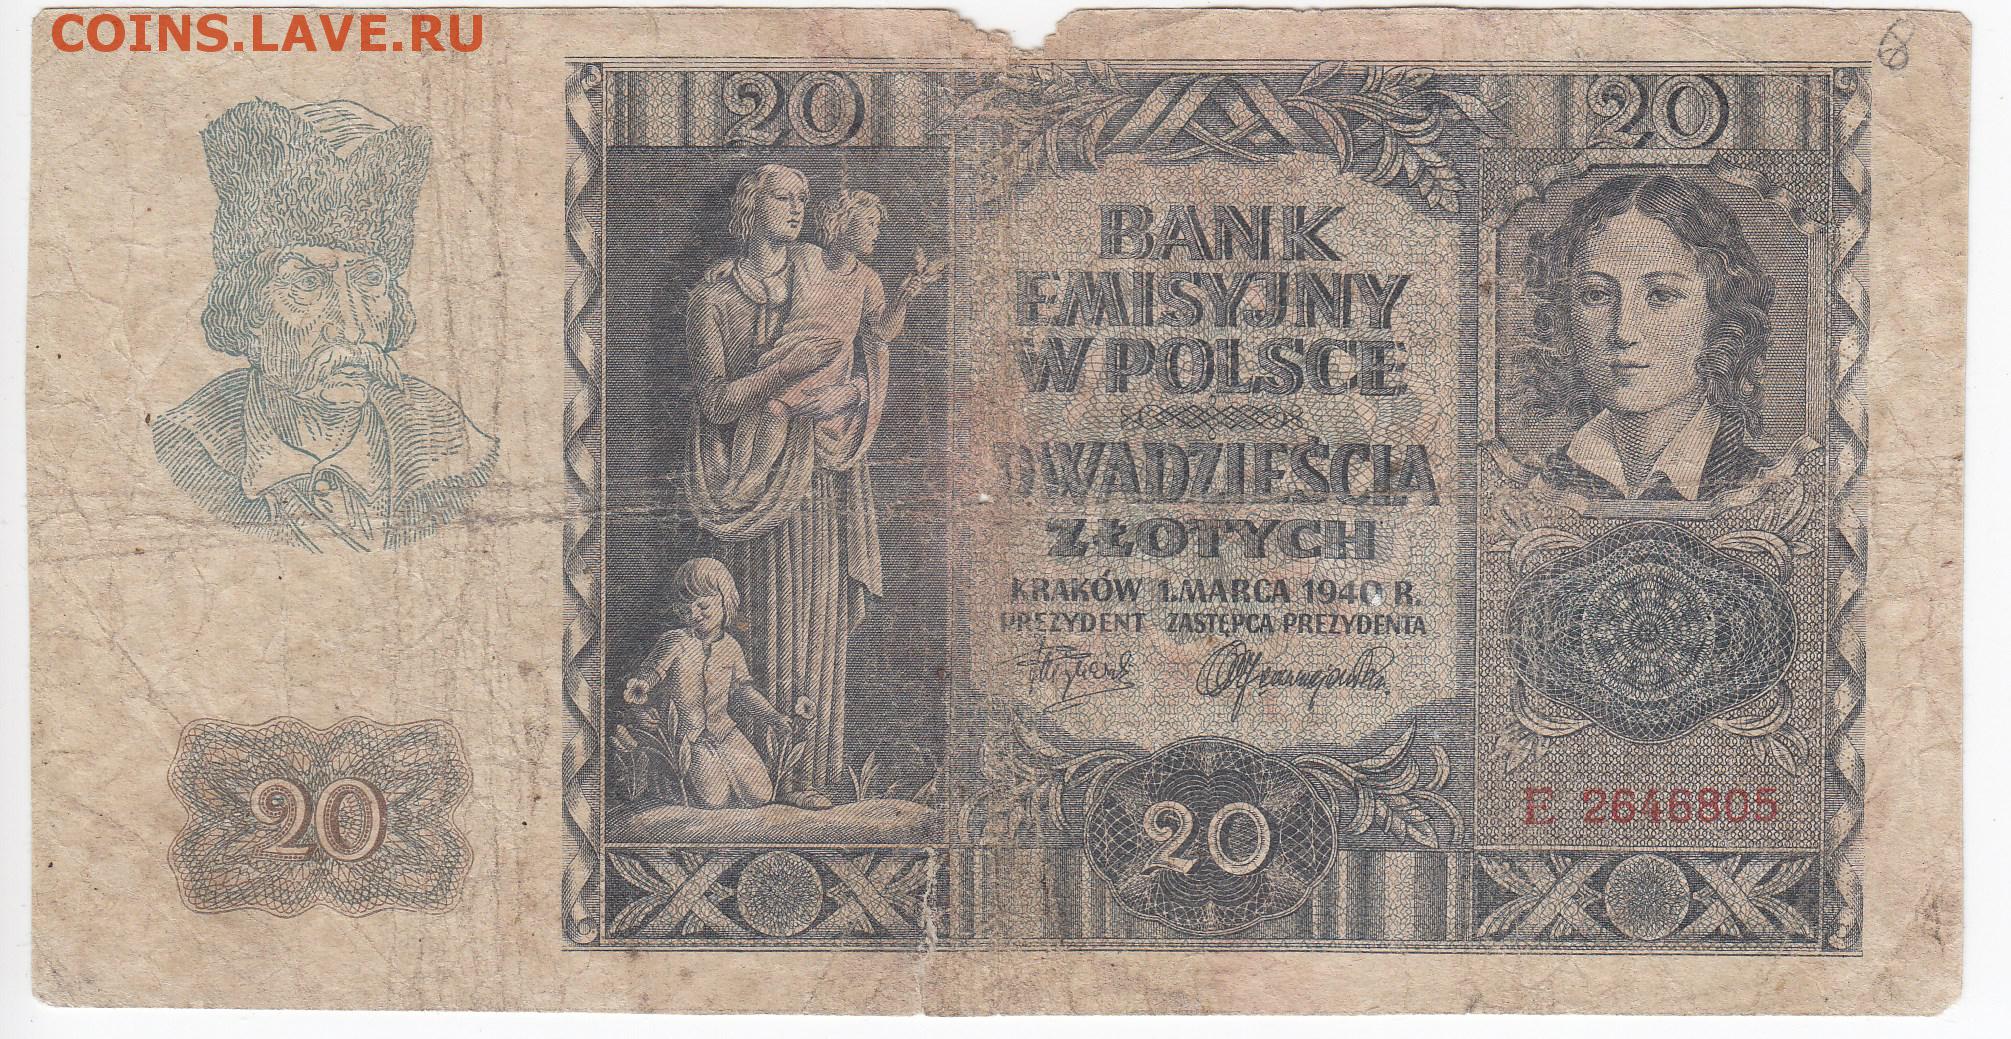 COINS.LAVE.RU
8
20 20
BANK
EMISYJNY
W POLSCE
DWADZIEŚCIA
ZŁOTYCH
KRAKÓW 1. MARCA 1940 R.
PREZYDENT ZASTĘPCA PREZYDENTA
E 2646805
20 20